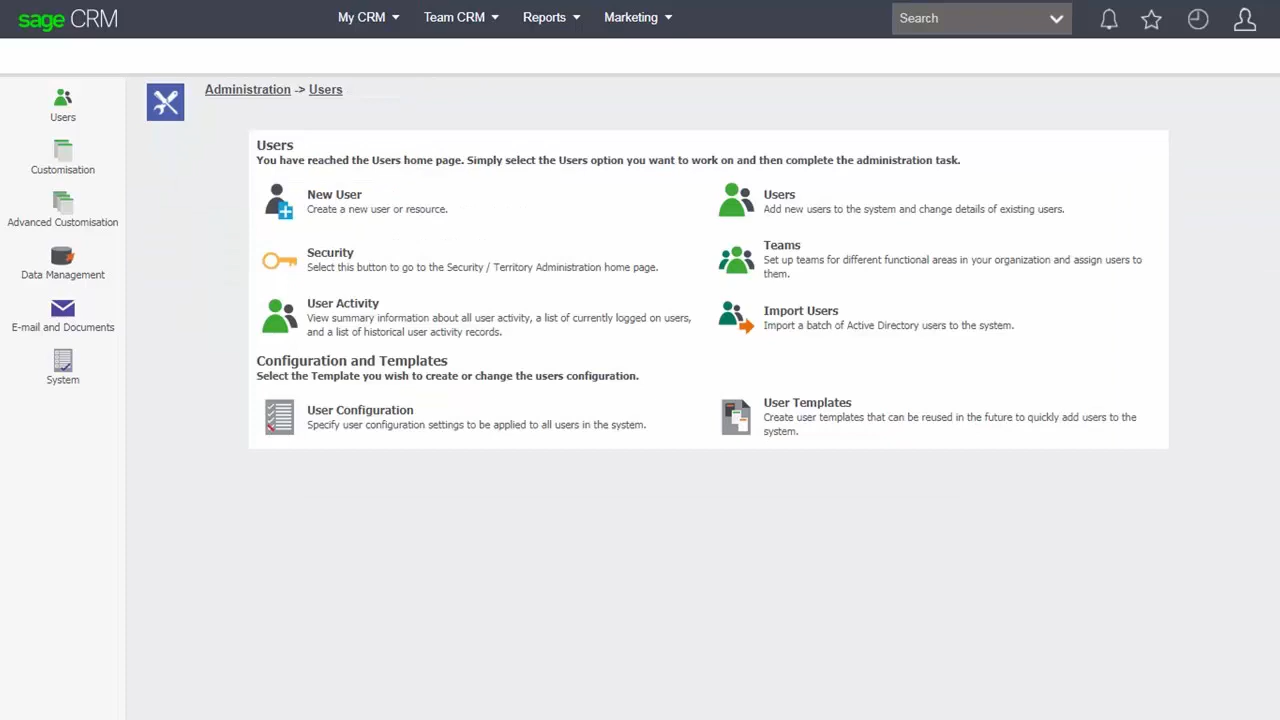 sage CRM
My CRM
Team CRM
Reports
Marketing
Search
Users
Customisation
Advanced Customisation
Data Management
E-mail and Documents
System
Administration -> Users
Users
You have reached the Users home page. Simply select the Users option you want to work on and then complete the administration task.
New User
Create a new user or resource.
Users
Add new users to the system and change details of existing users.
Security
Select this button to go to the Security / Territory Administration home page.
Teams
Set up teams for different functional areas in your organization and assign users to
them.
User Activity
View summary information about all user activity, a list of currently logged on users,
and a list of historical user activity records.
Import Users
Import a batch of Active Directory users to the system.
Configuration and Templates
Select the Template you wish to create or change the users configuration.
User Configuration
Specify user configuration settings to be applied to all users in the system.
User Templates
Create user templates that can be reused in the future to quickly add users to the
system.